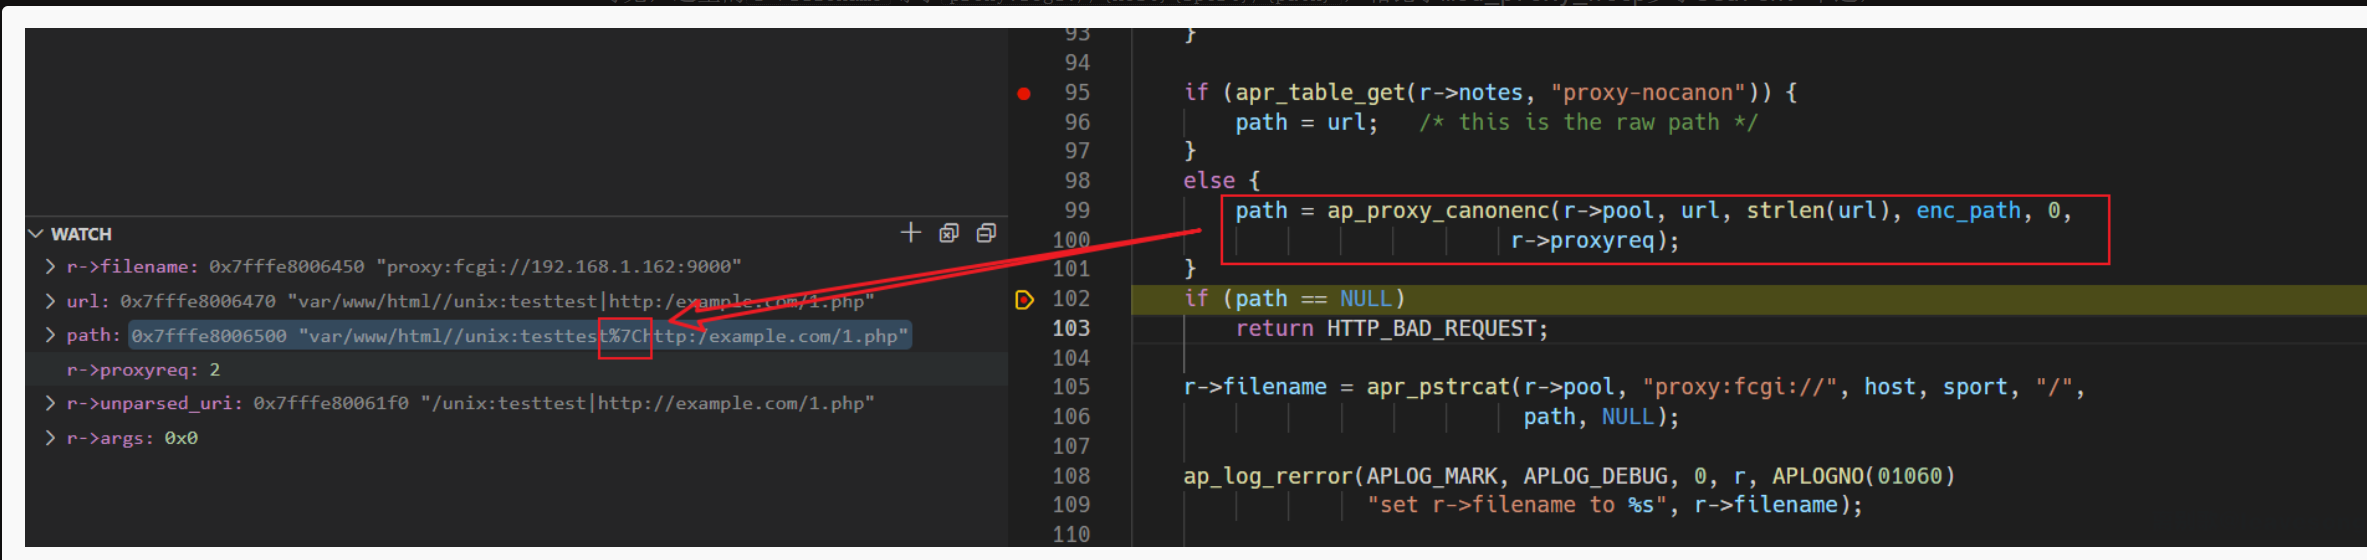 WATCH
r->filename: 0x7fffe8006450 "proxy:fcgi://192.168.1.162:9000"
url: 0x7fffe8006470 "var/www/html//unix:testtest|http:/example.com/1.php"
path: 0x7fffe8006500 "var/www/html//unix:testtest%7Chttp:/example.com/1.php"
r->proxyreq: 2
r->unparsed_uri: 0x7fffe80061f0 "/unix:testtest|http://example.com/1.php"
r->args: 0x0
93 }
94
95 if (apr_table_get(r->notes, "proxy-nocanon")) {
96 path = url; /* this is the raw path */
97 }
98 else {
99 path = ap_proxy_canonenc(r->pool, url, strlen(url), enc_path, 0,
100 r->proxyreq);
101 }
102 if (path == NULL)
103 return HTTP_BAD_REQUEST;
104
105 r->filename = apr_pstrcat(r->pool, "proxy:fcgi://", host, sport, "/",
106 path, NULL);
107
108 ap_log_rerror(APLOG_MARK, APLOG_DEBUG, 0, r, APLOGNO(01060)
109 "set r->filename to %s", r->filename);
110